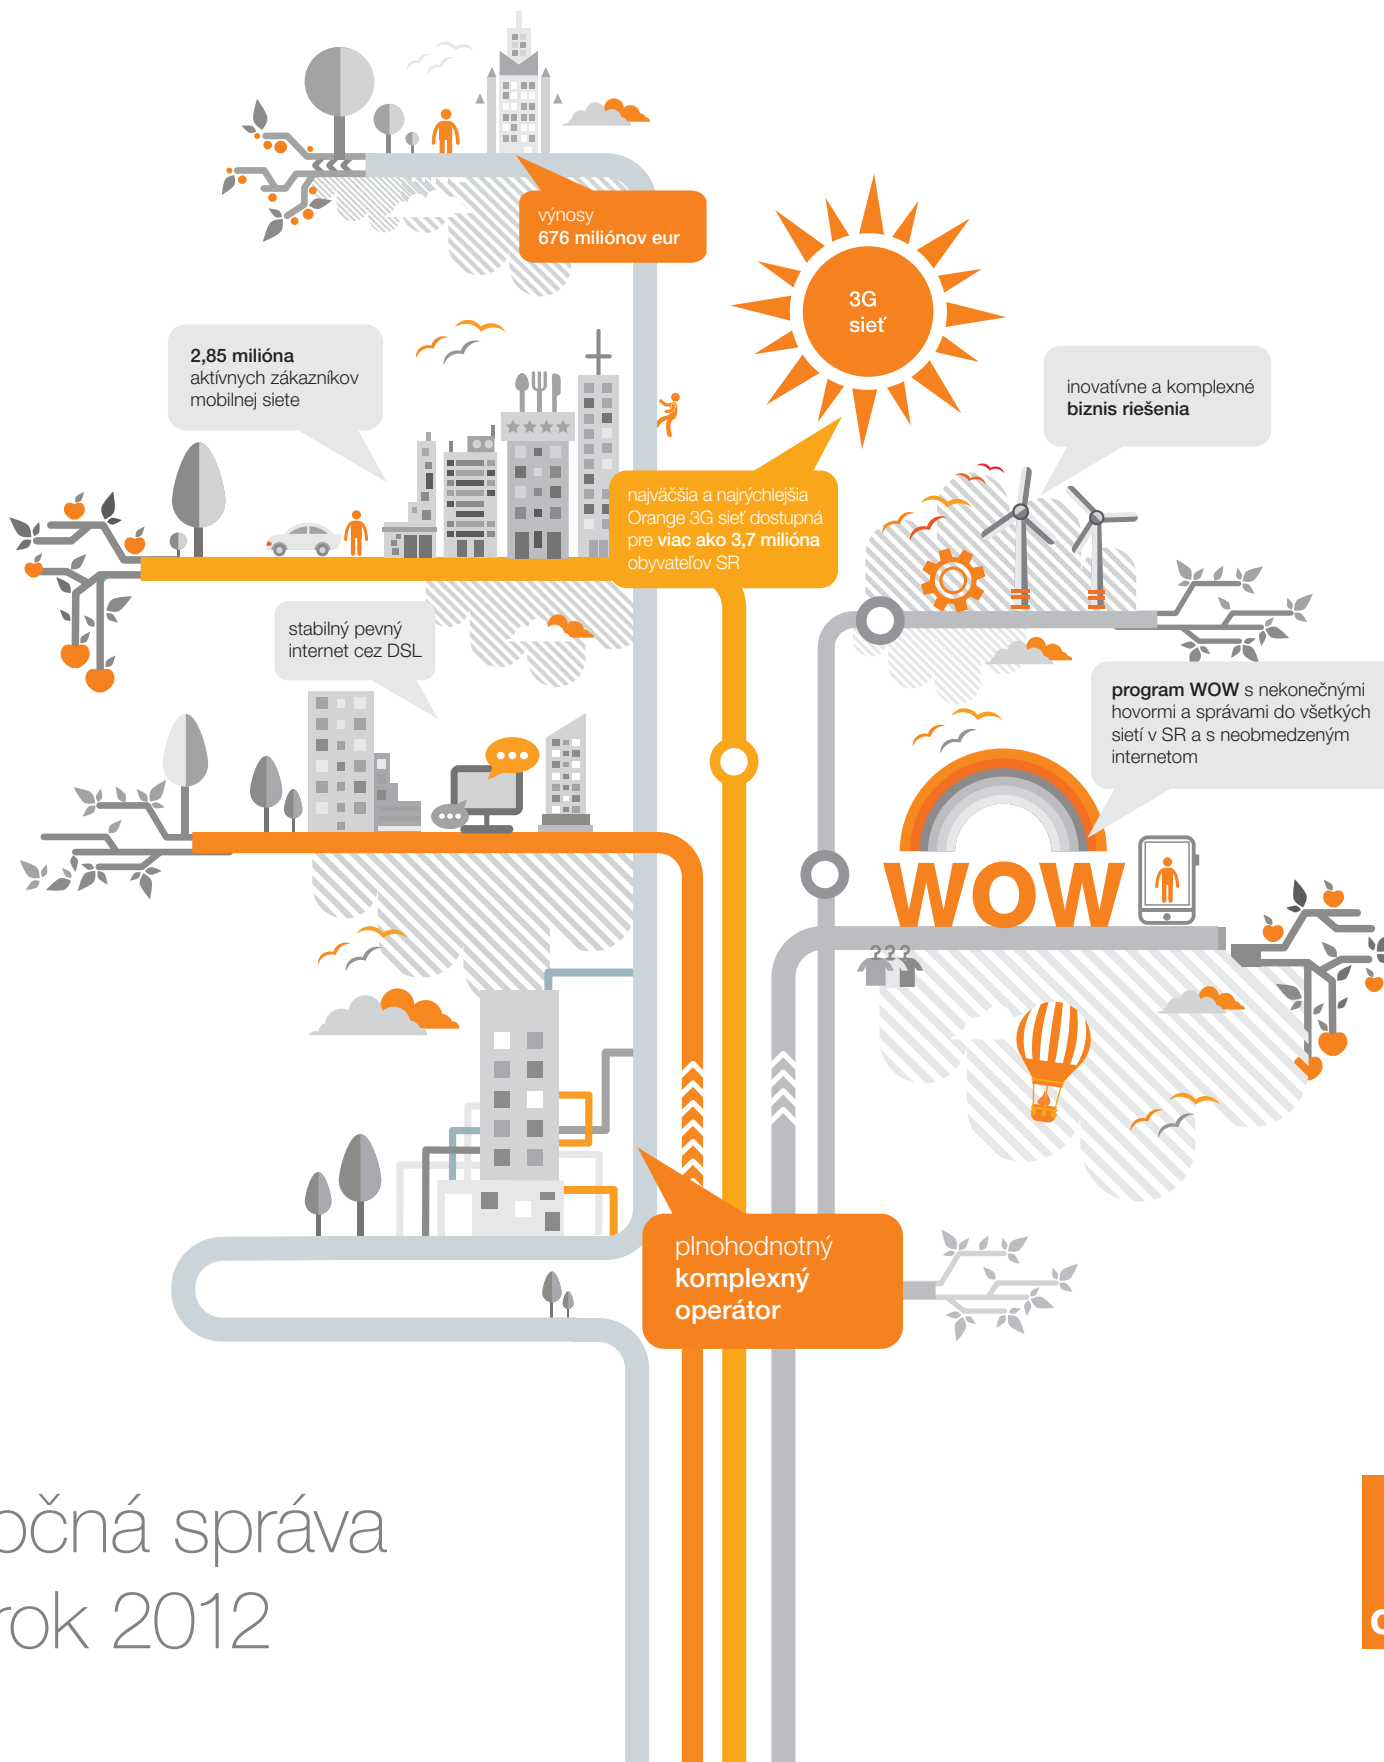 výnosy
676 miliónov eur
3G
sieť
2,85 milióna
aktívnych zákazníkov
mobilnej siete
inovatívne a komplexné
biznis riešenia
najväčšia a najrýchlejšia
Orange 3G sieť dostupná
pre viac ako 3,7 milióna
obyvateľov SR
stabilný pevný
internet cez DSL
program WOW s nekonečnými
hovormi a správami do všetkých
sietí v SR a s neobmedzeným
internetom
WOW
plnohodnotný
komplexný
operátor
očná správa
rok 2012